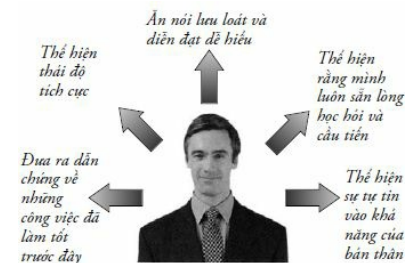 Ăn nói lưu loát và
diễn đạt dễ hiểu
Thể hiện
thái độ
tích cực
Thể hiện
rằng mình
luôn sẵn lòng
học hỏi và
cầu tiến
Đưa ra dẫn
chứng về
những
công việc đã
làm tốt
trước đây
Thể hiện
sự tự tin
vào khả
năng của
bản thân